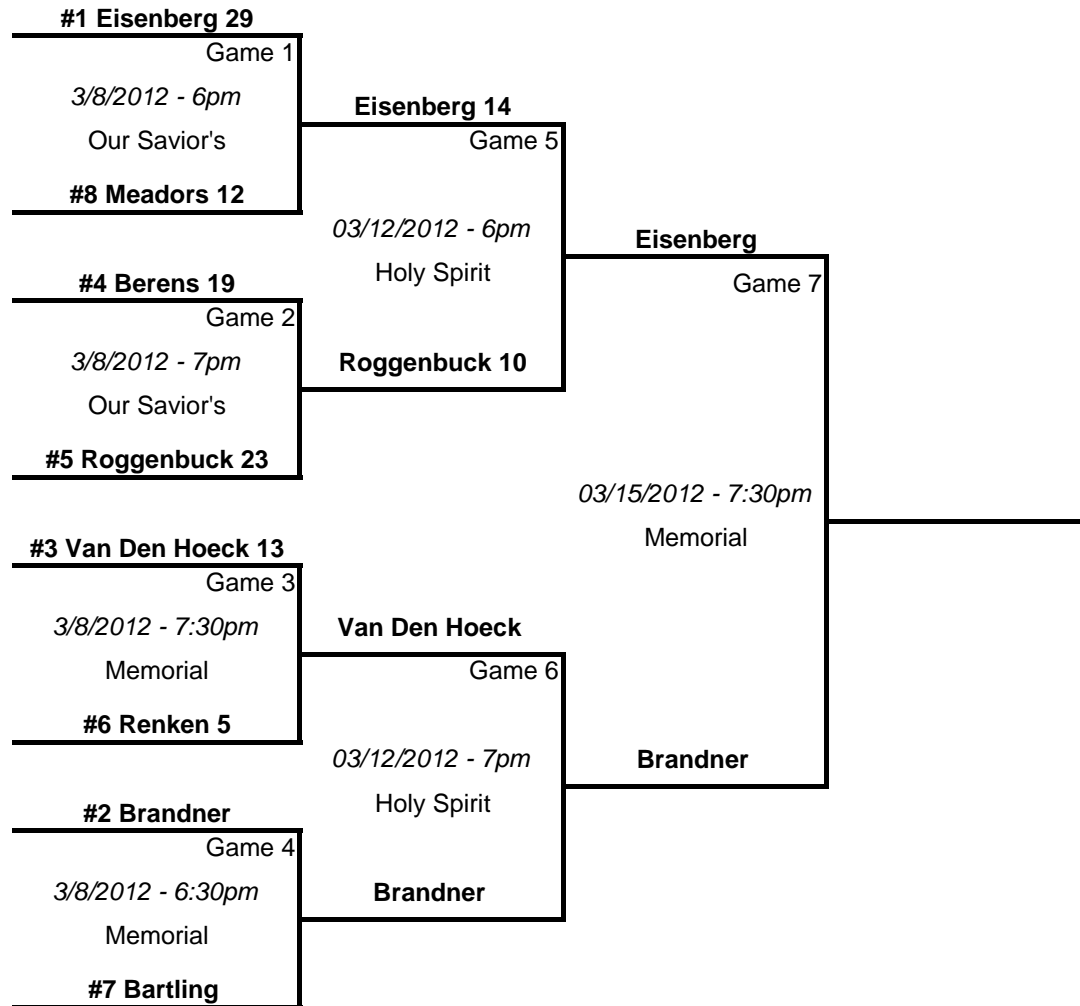 #1 Eisenberg 29
Game 1
3/8/2012 - 6pm
Our Savior's
#8 Meadors 12
Eisenberg 14
Game 5
03/12/2012 - 6pm
Holy Spirit
Roggenbuck 10
#4 Berens 19
Game 2
3/8/2012 - 7pm
Our Savior's
#5 Roggenbuck 23
Eisenberg
Game 7
03/15/2012 - 7:30pm
Memorial
Brandner
#3 Van Den Hoeck 13
Game 3
3/8/2012 - 7:30pm
Memorial
#6 Renken 5
Van Den Hoeck
Game 6
03/12/2012 - 7pm
Holy Spirit
Brandner
#2 Brandner
Game 4
3/8/2012 - 6:30pm
Memorial
#7 Bartling